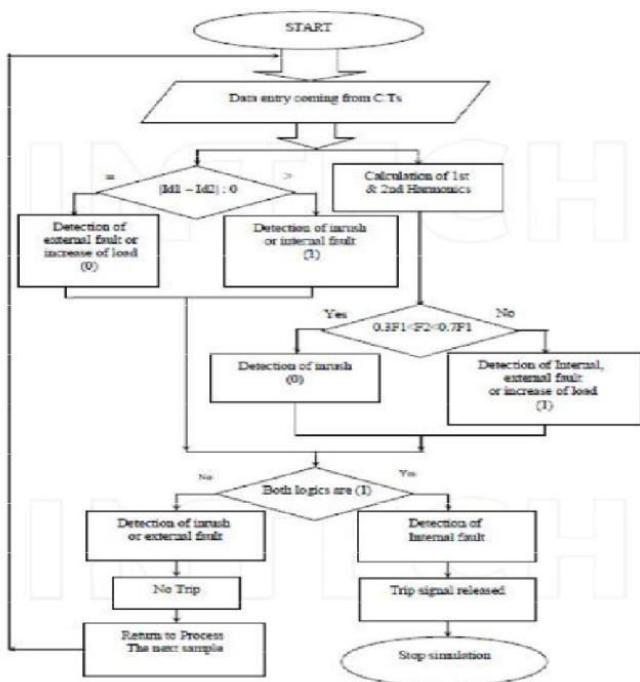 START
Data entry coming from C.Ts
=
|Id1 – Id2| : 0
>
Calculation of 1st
& 2nd Harmonics
Detection of
external fault or
increase of load
(0)
Detection of inrush
or internal fault
(1)
Yes
0.3F1<F2<0.7F1
No
Detection of inrush
(0)
Detection of Internal,
external fault
or increase of load
(1)
No
Both logics are (1)
Yes
Detection of inrush
or external fault
Detection of
Internal fault
No Trip
Trip signal released
Return to Process
The next sample
Stop simulation
INTECH
INTECH